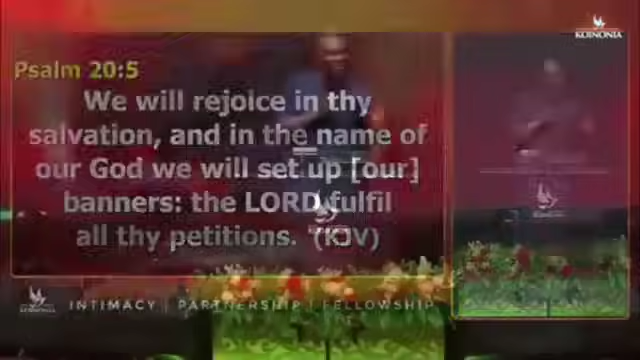 KOINONIA
Psalm 20:5
We will rejoice in thy
salvation, and in the name of
our God we will set up [our]
banners: the LORD fulfil
all thy petitions. (KJV)
KOINONIA
INTIMACY | PARTNERSHIP | FELLOWSHIP